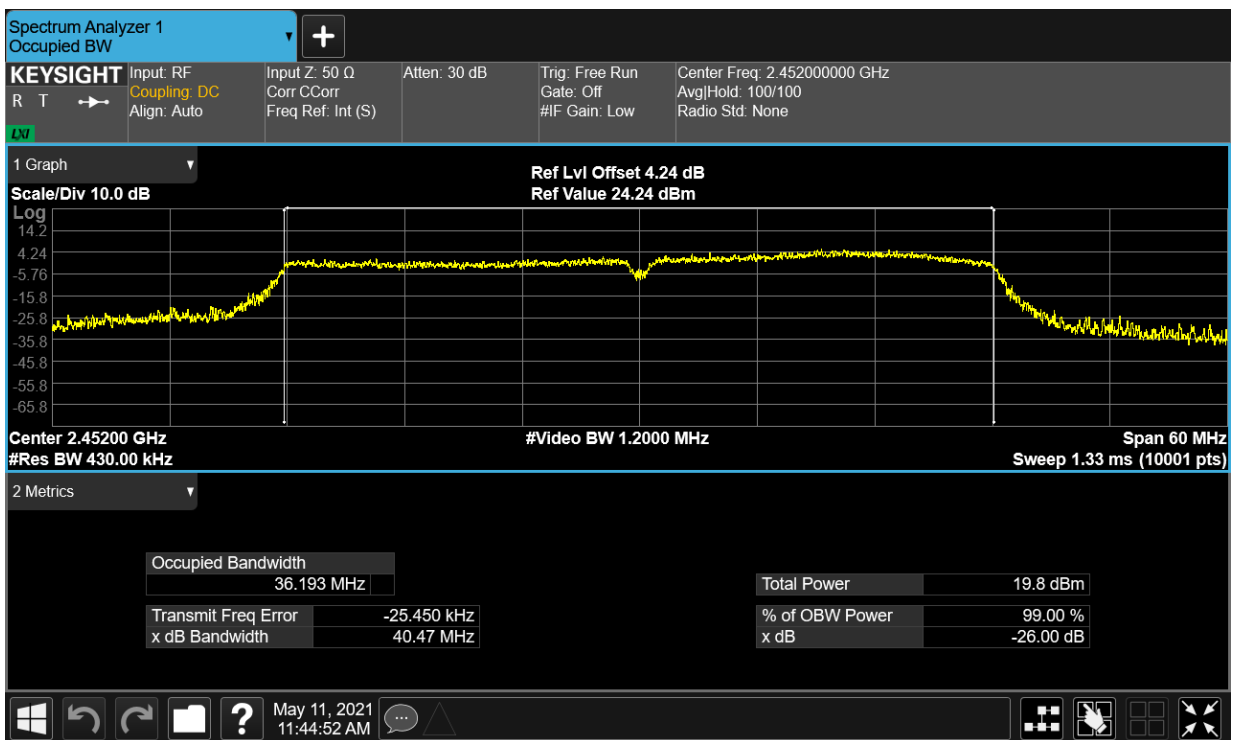 Spectrum Analyzer 1
Occupied BW
KEYSIGHT
R T
LXI
Input: RF
Coupling: DC
Align: Auto
Input Z: 50 Ω
Corr CCorr
Freq Ref: Int (S)
Atten: 30 dB
Trig: Free Run
Gate: Off
#IF Gain: Low
Center Freq: 2.452000000 GHz
Avg|Hold: 100/100
Radio Std: None
1 Graph
Ref Lvl Offset 4.24 dB
Scale/Div 10.0 dB
Ref Value 24.24 dBm
Log
14.2
4.24
-5.76
-15.8
-25.8
-35.8
-45.8
-55.8
-65.8
Center 2.45200 GHz
#Video BW 1.2000 MHz
Span 60 MHz
#Res BW 430.00 kHz
Sweep 1.33 ms (10001 pts)
2 Metrics
Occupied Bandwidth
36.193 MHz
Total Power 19.8 dBm
Transmit Freq Error -25.450 kHz
% of OBW Power 99.00 %
x dB Bandwidth 40.47 MHz
x dB -26.00 dB
?
May 11, 2021
11:44:52 AM